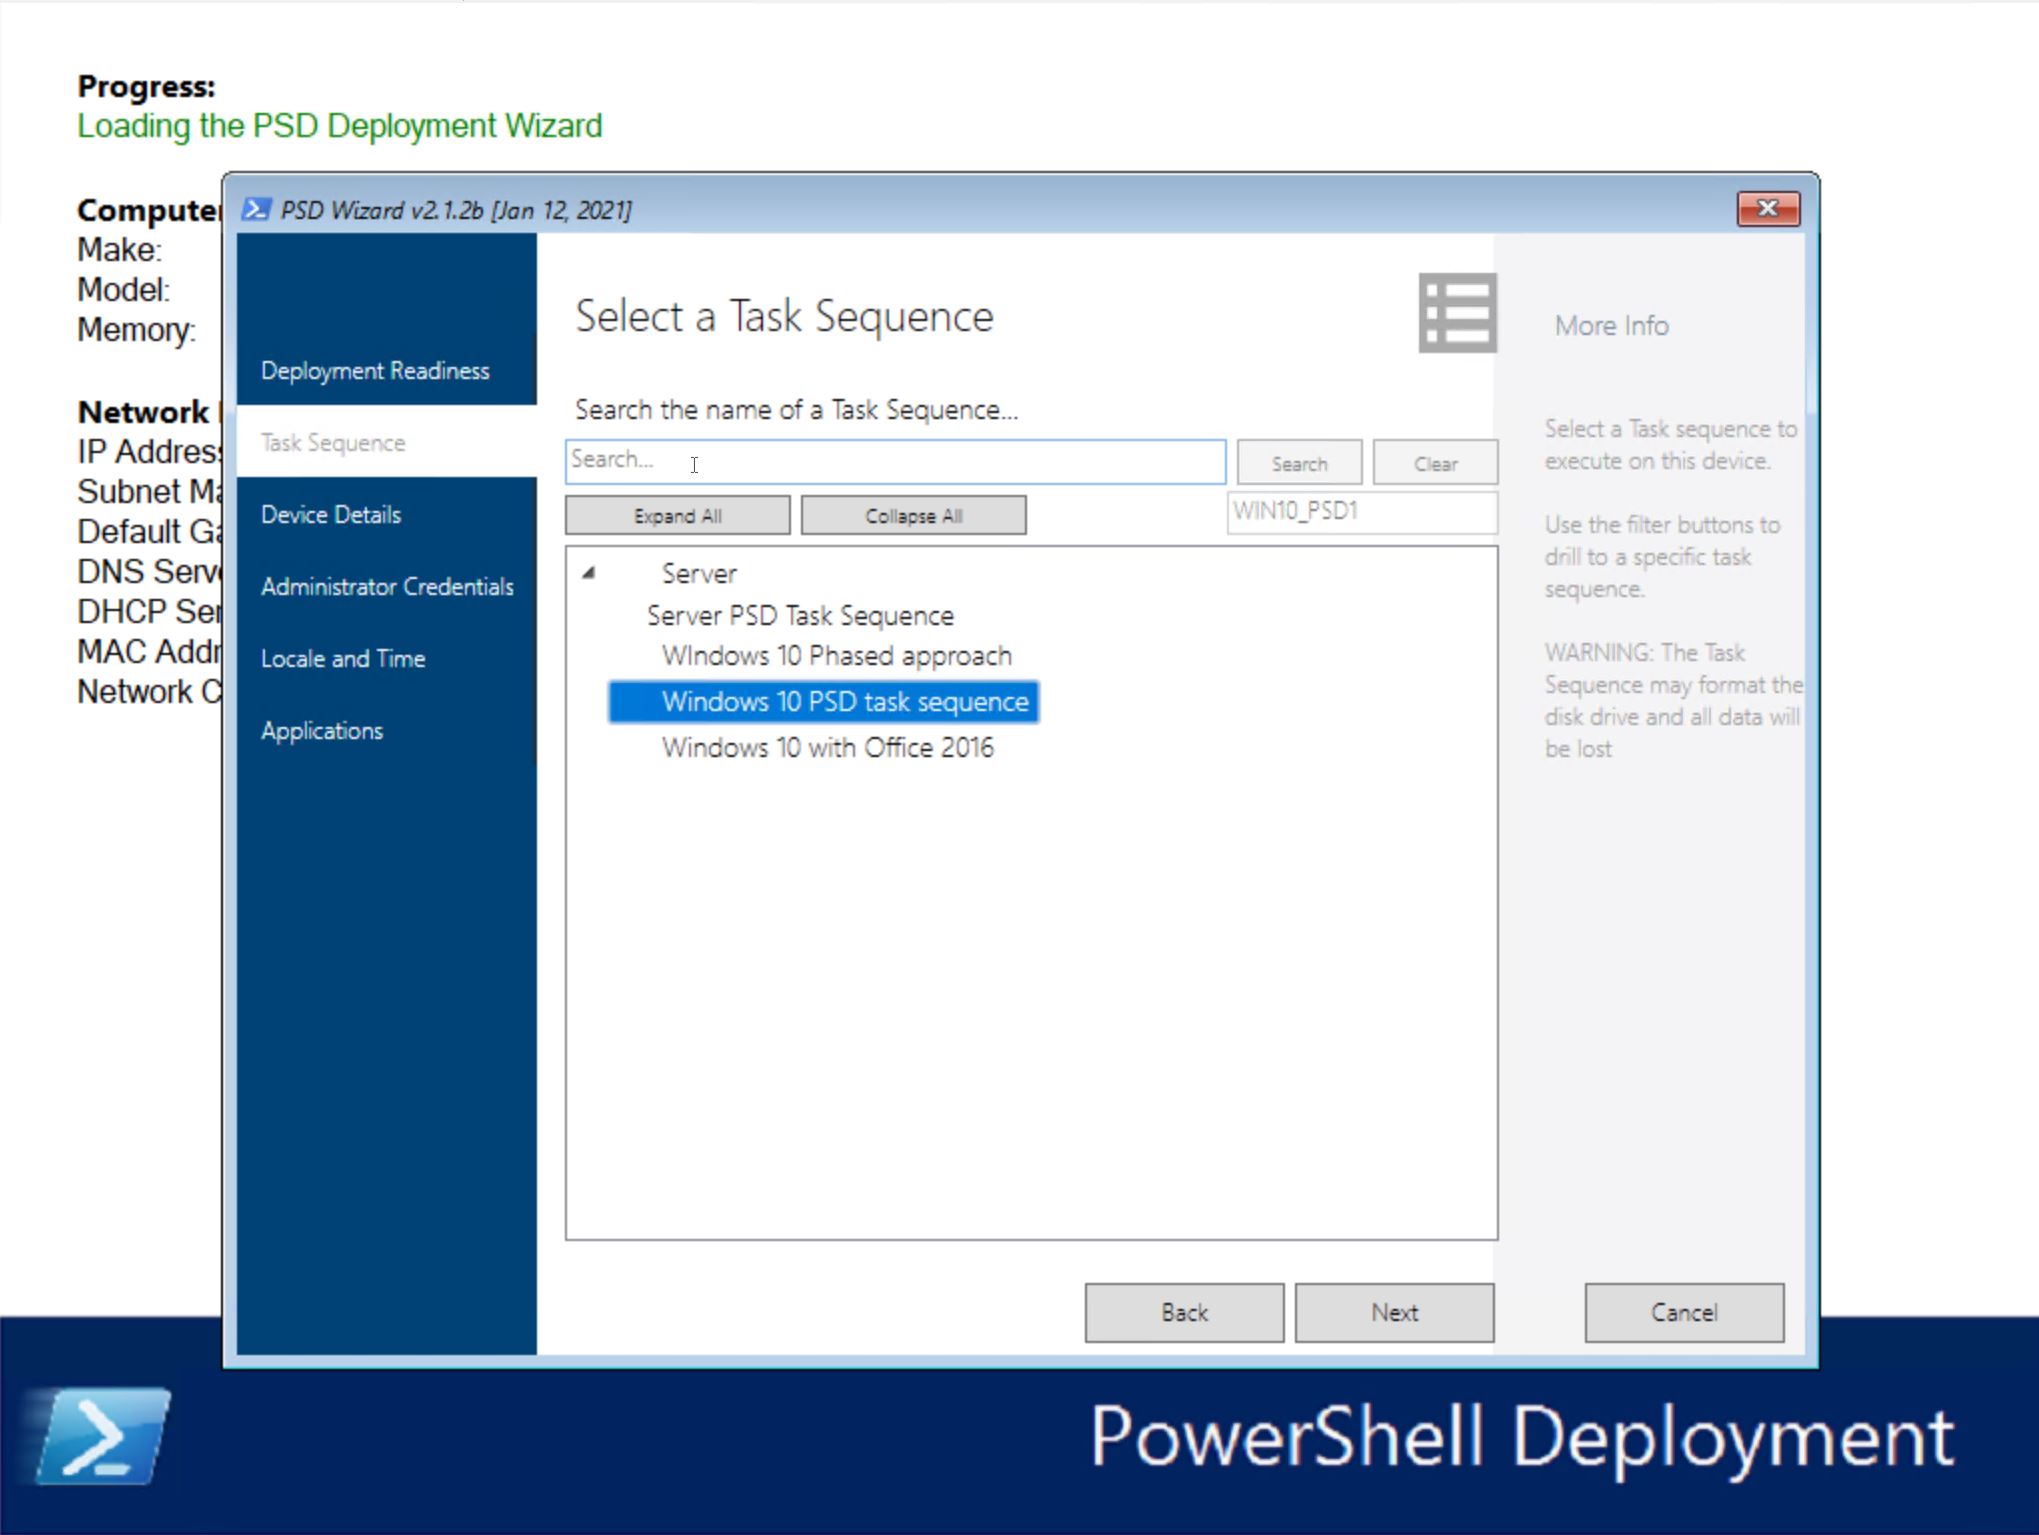 Progress:
Loading the PSD Deployment Wizard
Computer
Make:
Model:
Memory:
Network
IP Address
Subnet Ma
Default Ga
DNS Serv
DHCP Ser
MAC Addr
Network C
PSD Wizard v2.1.2b [Jan 12, 2021]
Deployment Readiness
Task Sequence
Device Details
Administrator Credentials
Locale and Time
Applications
Select a Task Sequence
Search the name of a Task Sequence...
Search...
Search
Clear
Expand All
Collapse All
WIN10_PSD1
Server
Server PSD Task Sequence
WIndows 10 Phased approach
Windows 10 PSD task sequence
Windows 10 with Office 2016
More Info
Select a Task sequence to
execute on this device.
Use the filter buttons to
drill to a specific task
sequence.
WARNING: The Task
Sequence may format the
disk drive and all data will
be lost
Back
Next
Cancel
PowerShell Deployment